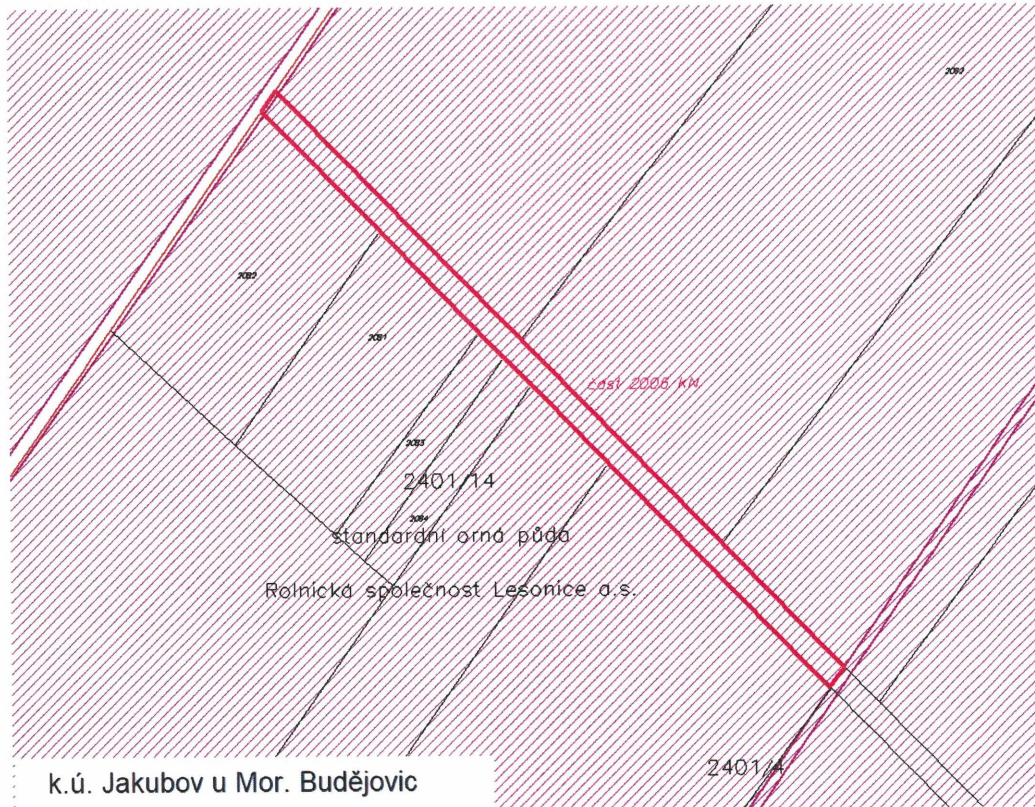 2080
2082
2081
část 2005 KN
2083
2401/14
2084
standardní orná půda
Rolnická společnost Lesonice a.s.
2401/4
k.ú. Jakubov u Mor. Budějovic